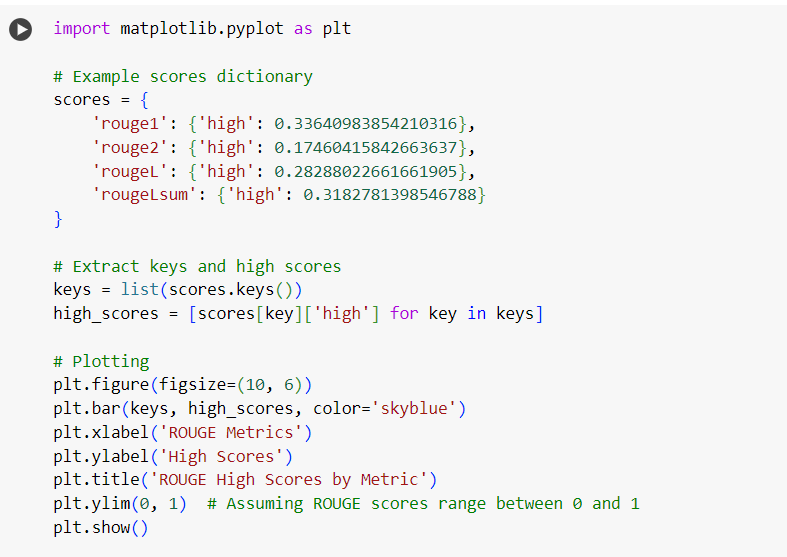 import matplotlib.pyplot as plt
# Example scores dictionary
scores = {
    'rouge1': {'high': 0.33640983854210316},
    'rouge2': {'high': 0.17460415842663637},
    'rougeL': {'high': 0.28288022661661905},
    'rougeLsum': {'high': 0.3182781398546788}
}
# Extract keys and high scores
keys = list(scores.keys())
high_scores = [scores[key]['high'] for key in keys]
# Plotting
plt.figure(figsize=(10, 6))
plt.bar(keys, high_scores, color='skyblue')
plt.xlabel('ROUGE Metrics')
plt.ylabel('High Scores')
plt.title('ROUGE High Scores by Metric')
plt.ylim(0, 1)  # Assuming ROUGE scores range between 0 and 1
plt.show()